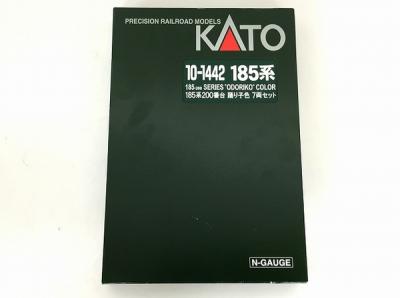 PRECISION RAILROAD MODELS
KATO
10-1442 185系
185-200 SERIES "ODORIKO" COLOR
185系200番台 踊り子色 7両セット
N-GAUGE